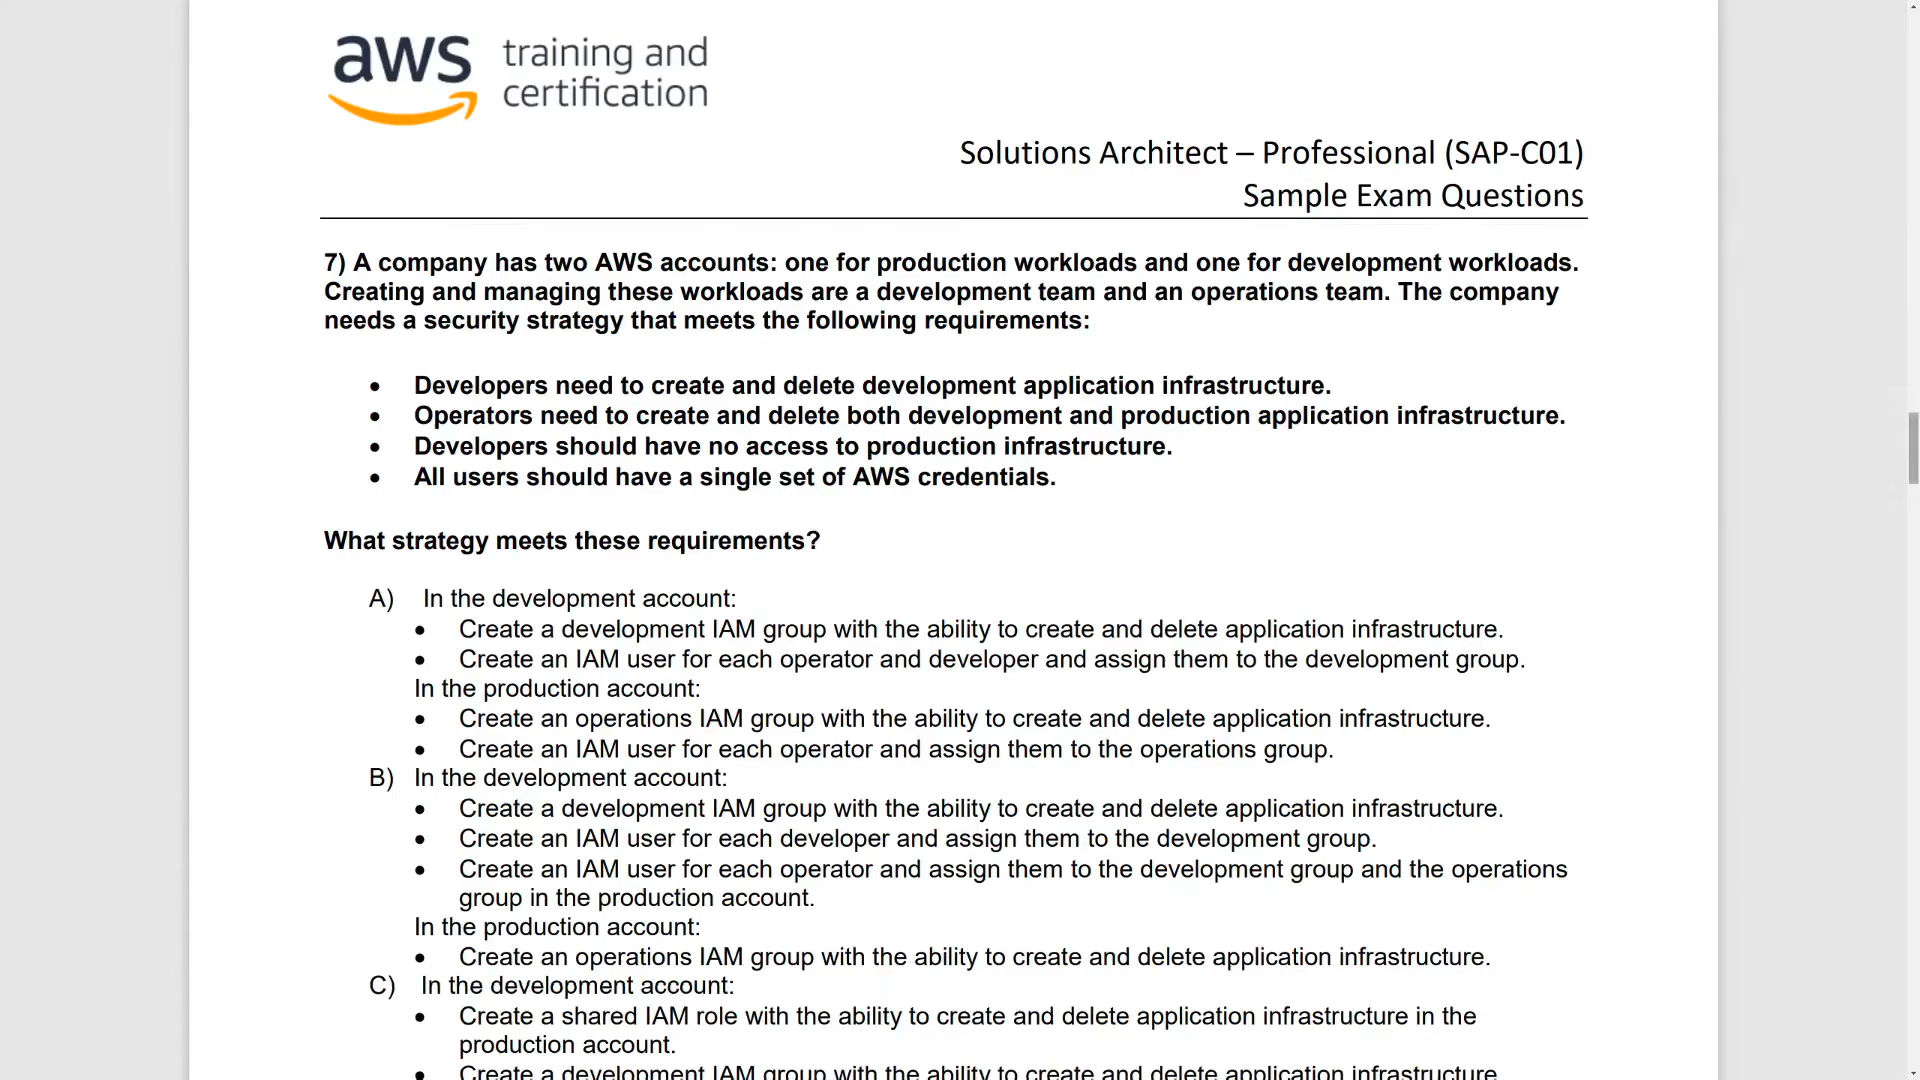 aws training and
certification
Solutions Architect – Professional (SAP-C01)
Sample Exam Questions
7) A company has two AWS accounts: one for production workloads and one for development workloads.
Creating and managing these workloads are a development team and an operations team. The company
needs a security strategy that meets the following requirements:
• Developers need to create and delete development application infrastructure.
• Operators need to create and delete both development and production application infrastructure.
• Developers should have no access to production infrastructure.
• All users should have a single set of AWS credentials.
What strategy meets these requirements?
A) In the development account:
• Create a development IAM group with the ability to create and delete application infrastructure.
• Create an IAM user for each operator and developer and assign them to the development group.
In the production account:
• Create an operations IAM group with the ability to create and delete application infrastructure.
• Create an IAM user for each operator and assign them to the operations group.
B) In the development account:
• Create a development IAM group with the ability to create and delete application infrastructure.
• Create an IAM user for each developer and assign them to the development group.
• Create an IAM user for each operator and assign them to the development group and the operations
group in the production account.
In the production account:
• Create an operations IAM group with the ability to create and delete application infrastructure.
C) In the development account:
• Create a shared IAM role with the ability to create and delete application infrastructure in the
production account.
• Create a development IAM group with the ability to create and delete application infrastructure